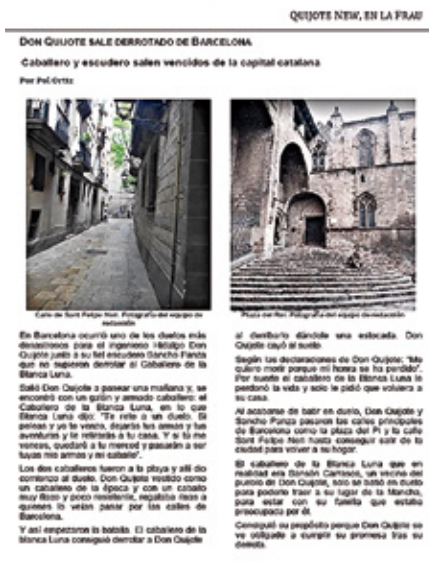 QUIJOTE NEW, EN LA FRAU
DON QUIJOTE SALE DERROTADO DE BARCELONA
Caballero y escudero salen vencidos de la capital catalana
Por Pol Ortiz
Calle de Sant Felipe Neri. Fotografía del equipo de
redacción
En Barcelona ocurrió uno de los duelos más
desastrosos para el ingenioso Hidalgo Don
Quijote junto a su fiel escudero Sancho Panza
que no supieron derrotar al Caballero de la
Blanca Luna.
Salió Don Quijote a pasear una mañana y, se
encontró con un galán y armado caballero: el
Caballero de la Blanca Luna, en lo que
Blanca Luna dijo: "Te reto a un duelo. Si
peleas y yo te venzo, dejarás tus armas y tus
aventuras y te retirarás a tu casa. Y si tú me
vences, quedaré a tu merced y pasarán a ser
tuyas mis armas y mi caballo".
Los dos caballeros fueron a la playa y allí dio
comienzo al duelo. Don Quijote vestido como
un caballero de la época y con un caballo
muy flaco y poco resistente, regalaba risas a
quienes lo veían pasar por las calles de
Barcelona.
Y así empezaron la batalla. El caballero de la
blanca Luna consiguió derrotar a Don Quijote
Plaza del Rei. Fotografía del equipo de redacción
al derribarlo dándole una estocada. Don
Quijote cayó al suelo.
Según las declaraciones de Don Quijote: "Me
quiero morir porque mi honra se ha perdido".
Por suerte el caballero de la Blanca Luna le
perdonó la vida y solo le pidió que volviera a
su casa.
Al acabarse de batir en duelo, Don Quijote y
Sancho Panza pasaron las calles principales
de Barcelona como la plaza del Pi y la calle
Sant Felipe Neri hasta conseguir salir de la
ciudad para volver a su hogar.
El caballero de la Blanca Luna que en
realidad era Sansón Carrasco, un vecino del
pueblo de Don Quijote, solo se batió en duelo
para poderle traer a su lugar de la Mancha,
para estar con su familia que estaba
preocupada por él.
Consiguió su propósito porque Don Quijote se
ve obligado a cumplir su promesa tras su
derrota.